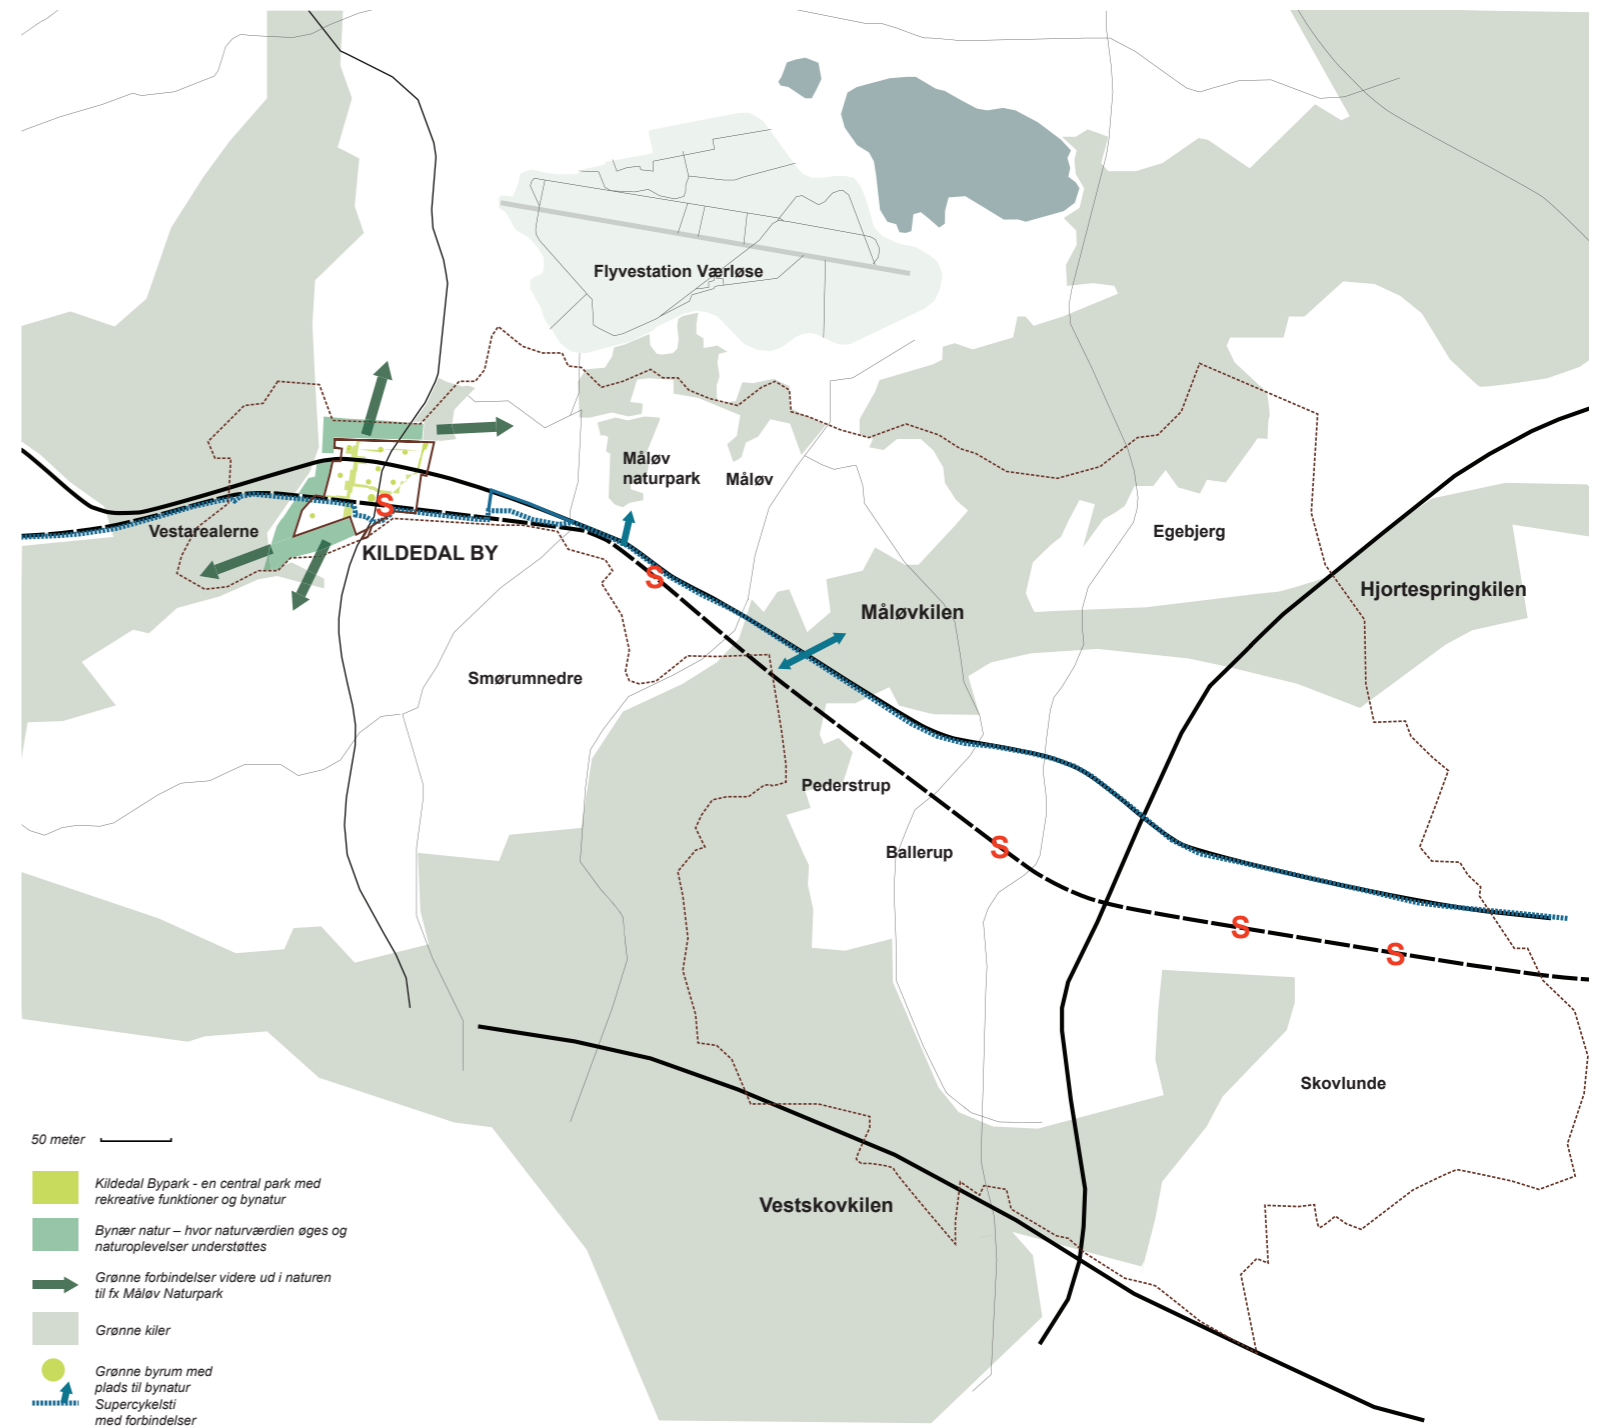 Flyvestation Værløse
Måløv
naturpark
Måløv
S
Vestarealerne
KILDEDAL BY
Egebjerg
S
Hjortespringkilen
Måløvkilen
Smørumnedre
Pederstrup
Ballerup
S
S
S
Skovlunde
Vestskovkilen
50 meter
Kildedal Bypark - en central park med
rekreative funktioner og bynatur
Bynær natur – hvor naturværdien øges og
naturoplevelser understøttes
Grønne forbindelser videre ud i naturen
til fx Måløv Naturpark
Grønne kiler
Grønne byrum med
plads til bynatur
Supercykelsti
med forbindelser